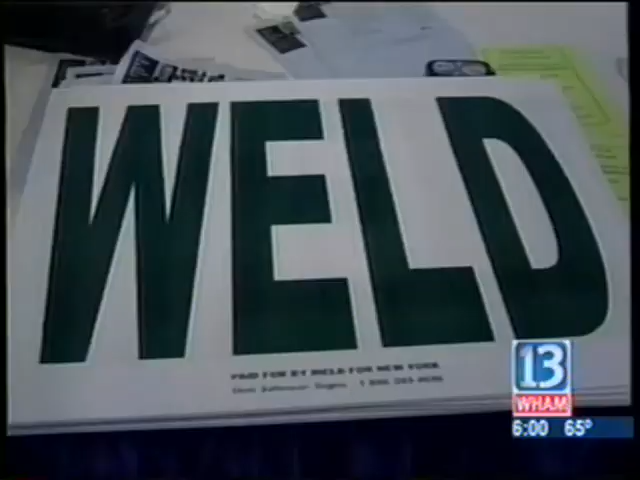 WELD
PAID FOR BY WELD FOR NEW YORK
13
WHAM
6:00 65°